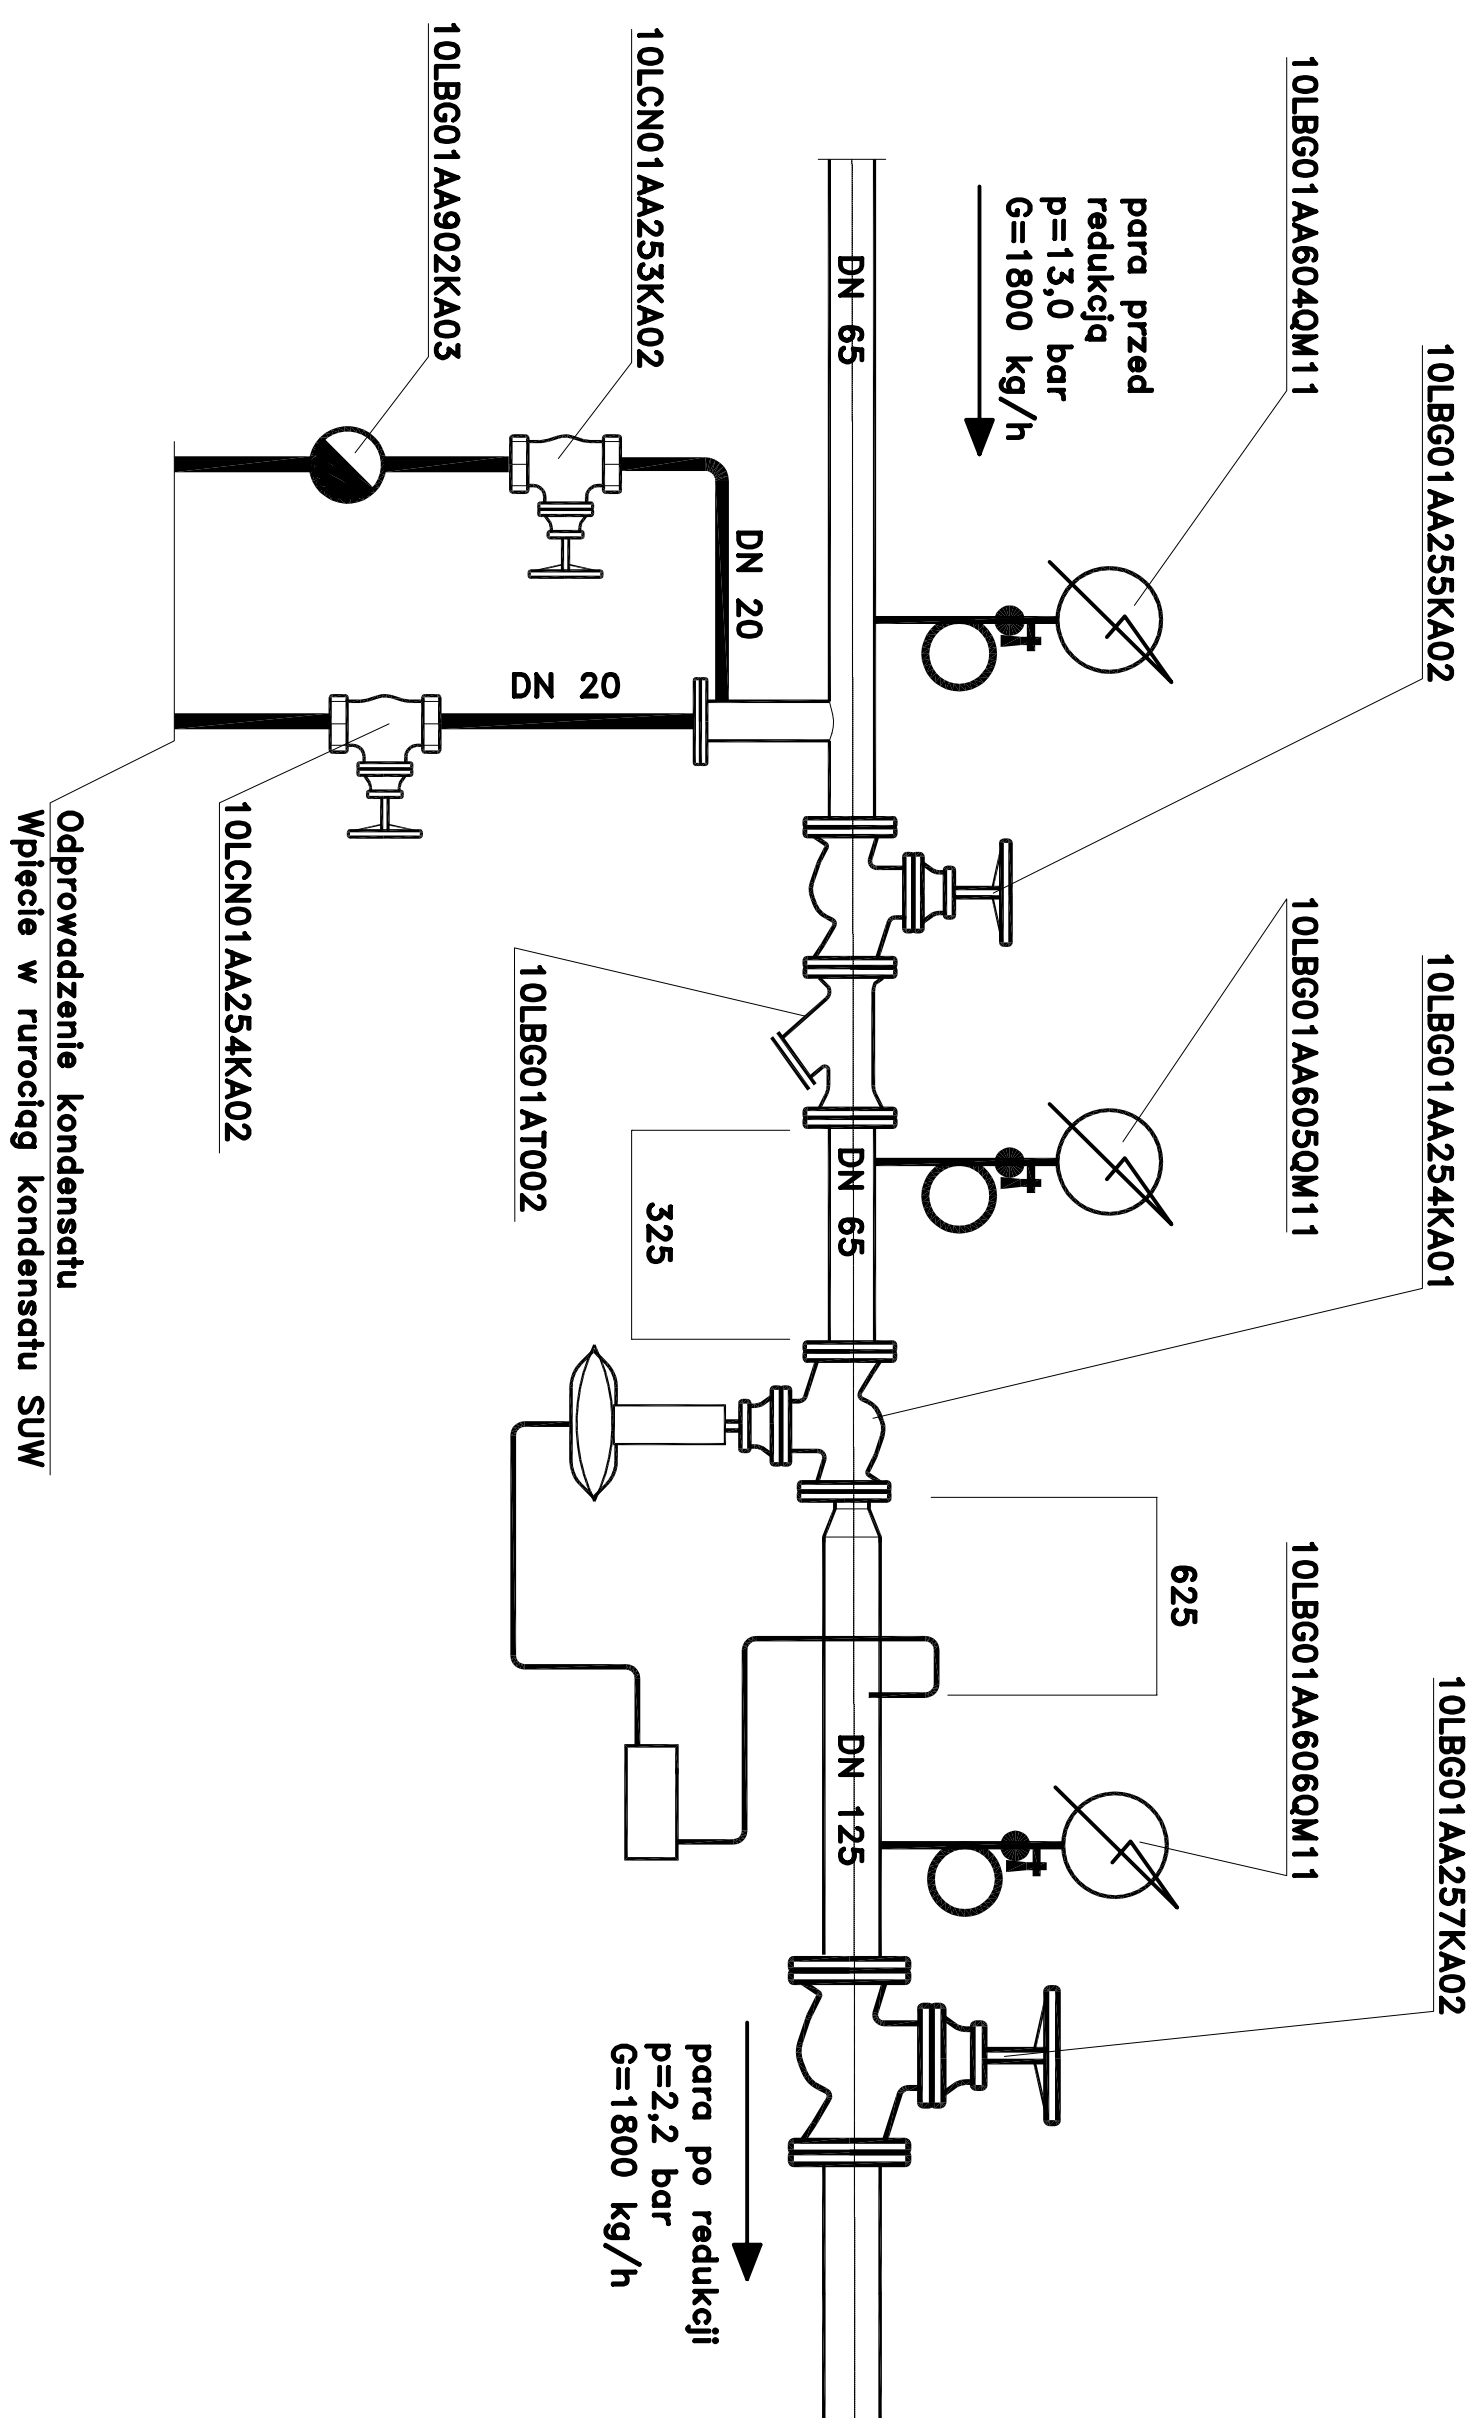 10LBG01AA255KA02
10LBG01AA254KA01
10LBG01AA257KA02
10LBG01AA604QM11
10LBG01AA605QM11
10LBG01AA606QM11
625
para przed
redukcją
p=13,0 bar
G=1800 kg/h
DN 65
DN 65
DN 125
DN 20
DN 20
325
para po redukcji
p=2,2 bar
G=1800 kg/h
10LCN01AA253KA02
10LBG01AT002
10LBG01AA902KA03
10LCN01AA254KA02
Odprowadzenie kondensatu
Wpięcie w rurociąg kondensatu SUW